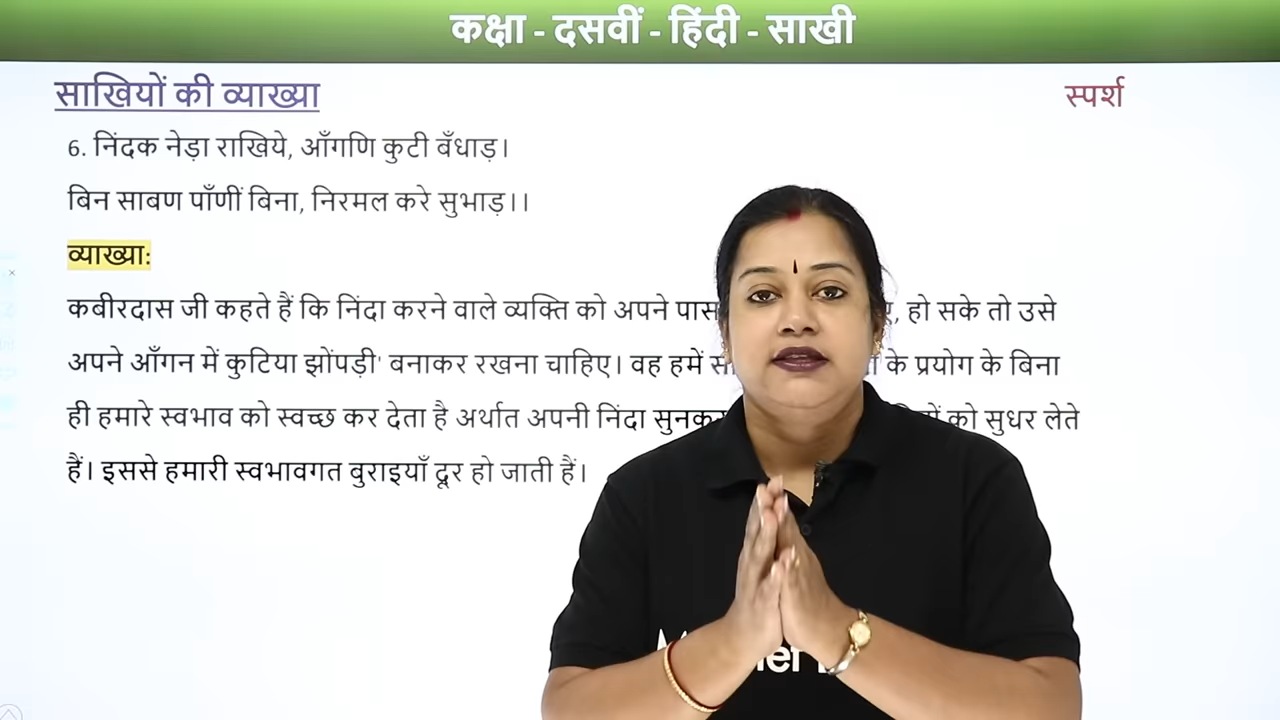 कक्षा - दसवीं - हिंदी - साखी
साखियों की व्याख्या
स्पर्श
6. निंदक नेड़ा राखिये, आँगणि कुटी बँधाड़।
बिन साबण पाँणीं बिना, निरमल करे सुभाड़।।
व्याख्या:
कबीरदास जी कहते हैं कि निंदा करने वाले व्यक्ति को अपने पास , हो सके तो उसे
अपने आँगन में कुटिया झोंपड़ी' बनाकर रखना चाहिए। वह हमें के प्रयोग के बिना
ही हमारे स्वभाव को स्वच्छ कर देता है अर्थात अपनी निंदा सुनकर को सुधर लेते
हैं। इससे हमारी स्वभावगत बुराइयाँ दूर हो जाती हैं।